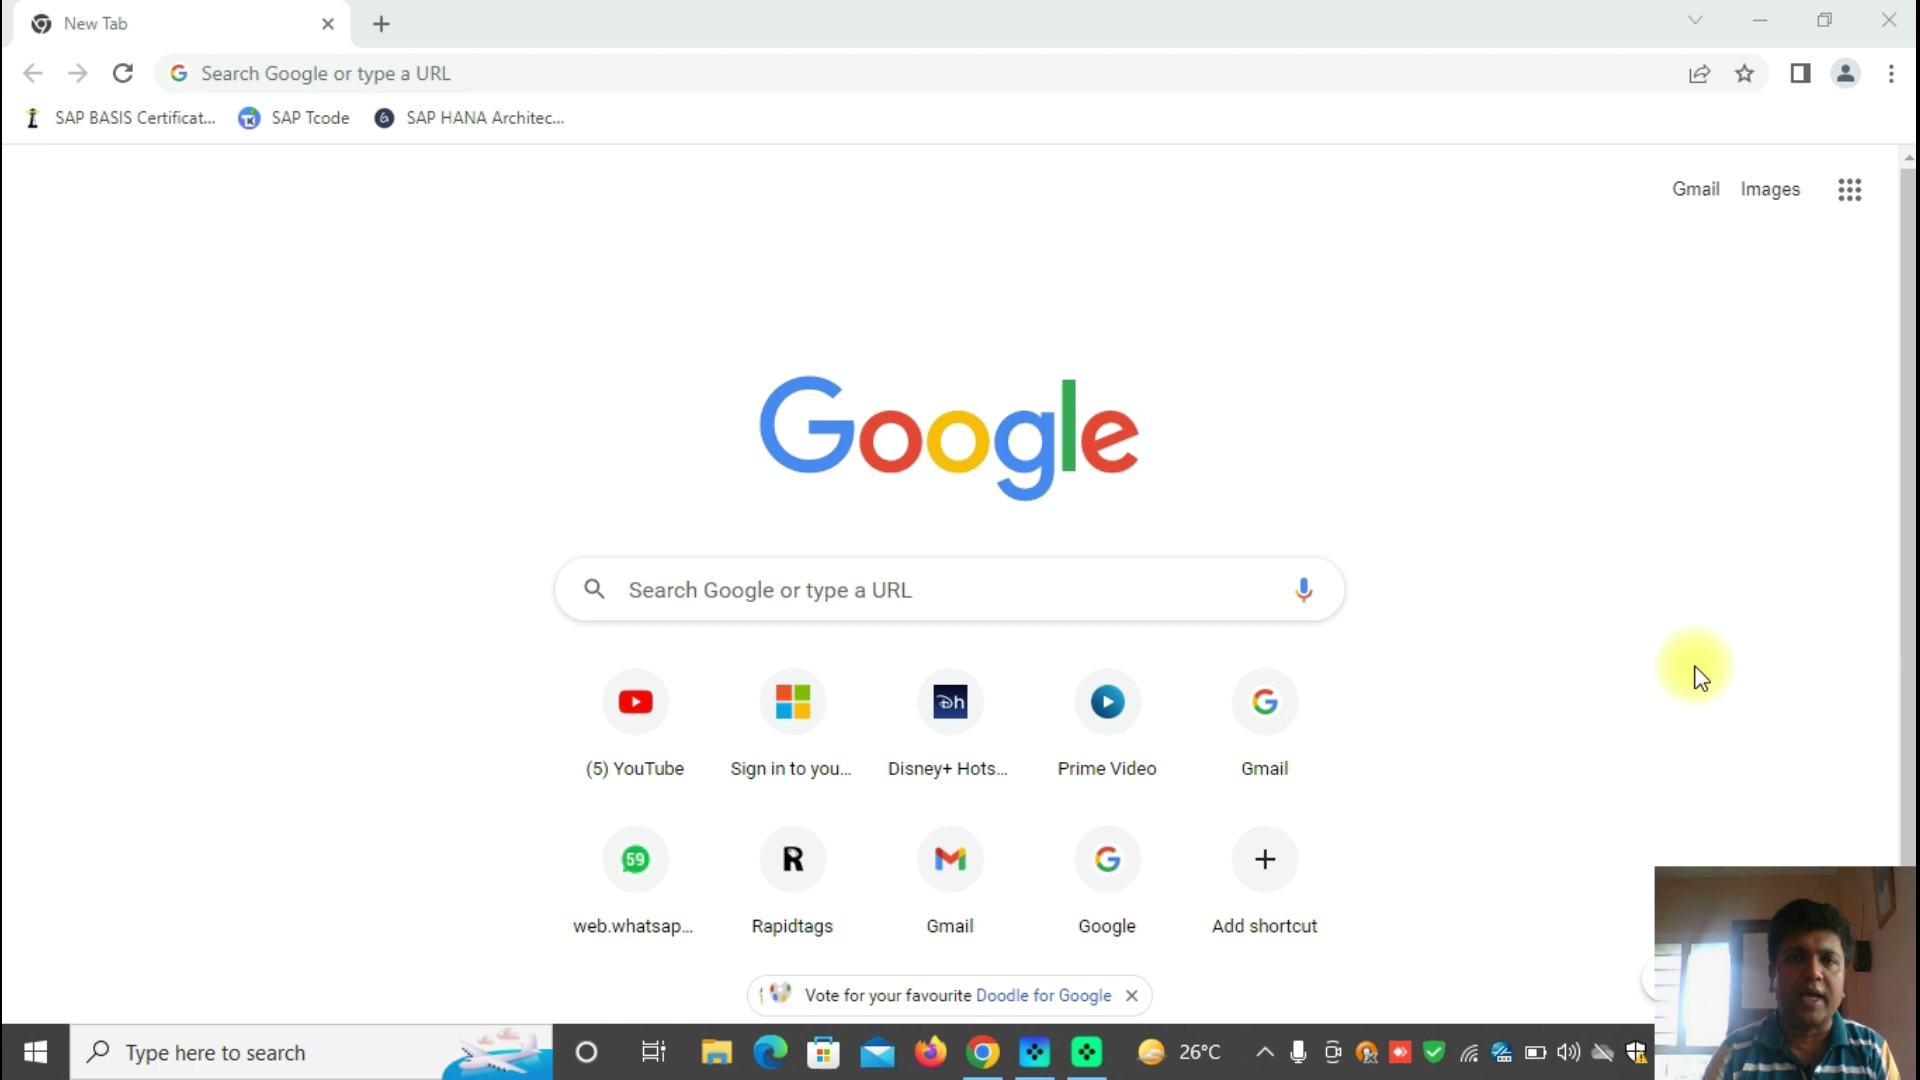 New Tab
Search Google or type a URL
SAP BASIS Certificat...
SAP Tcode
SAP HANA Architec...
Gmail
Images
Google
Search Google or type a URL
(5) YouTube
Sign in to you...
Disney+ Hots...
Prime Video
Gmail
59
web.whatsap...
Rapidtags
Gmail
Google
Add shortcut
Vote for your favourite Doodle for Google
Type here to search
26°C